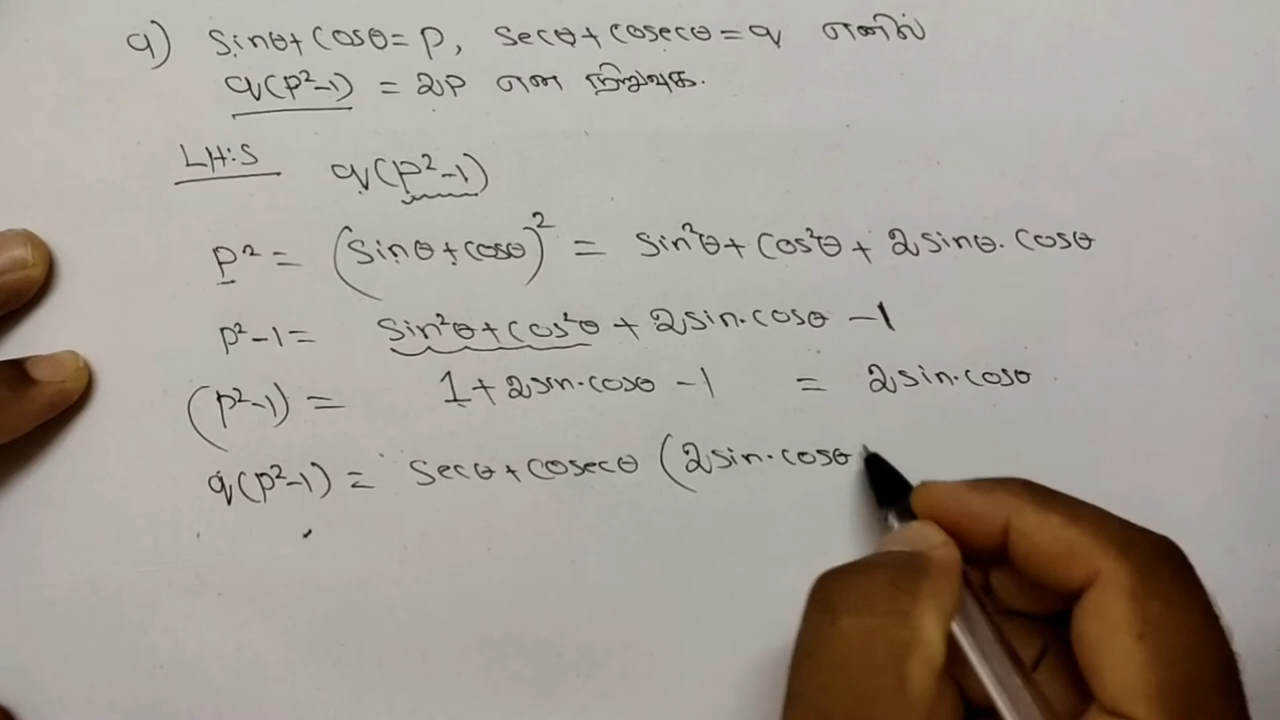 9) sinθ + cosθ = P, secθ + cosecθ = q எனில்
q(P²-1) = 2P என நிறுவுக.
L.H.S q(P²-1)
P² = (sinθ + cosθ)² = sin²θ + cos²θ + 2sinθ. cosθ
P²-1 = sin²θ + cos²θ + 2sin.cosθ -1
(P²-1) = 1 + 2sin.cosθ -1 = 2sin.cosθ
q(P²-1) = secθ + cosecθ (2sin.cosθ